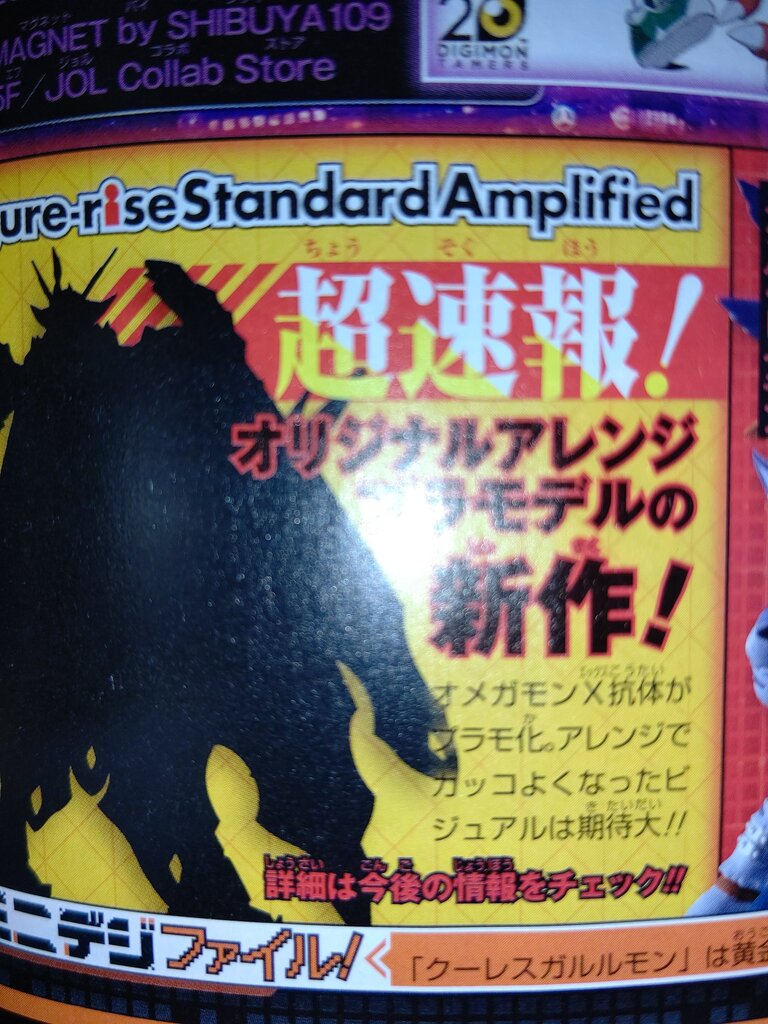 MAGNET by SHIBUYA109
5F/JOL Collab Store
20
DIGIMON
TAMERS
ure-riseStandardAmplified
超速報!
オリジナルアレンジ
プラモデルの
新作!
オメガモンX抗体が
プラモ化。アレンジで
カッコよくなったビ
ジュアルは期待大!!
詳細は今後の情報をチェック!!
ミニデジファイル!
「クーレスガルルモン」は黄金